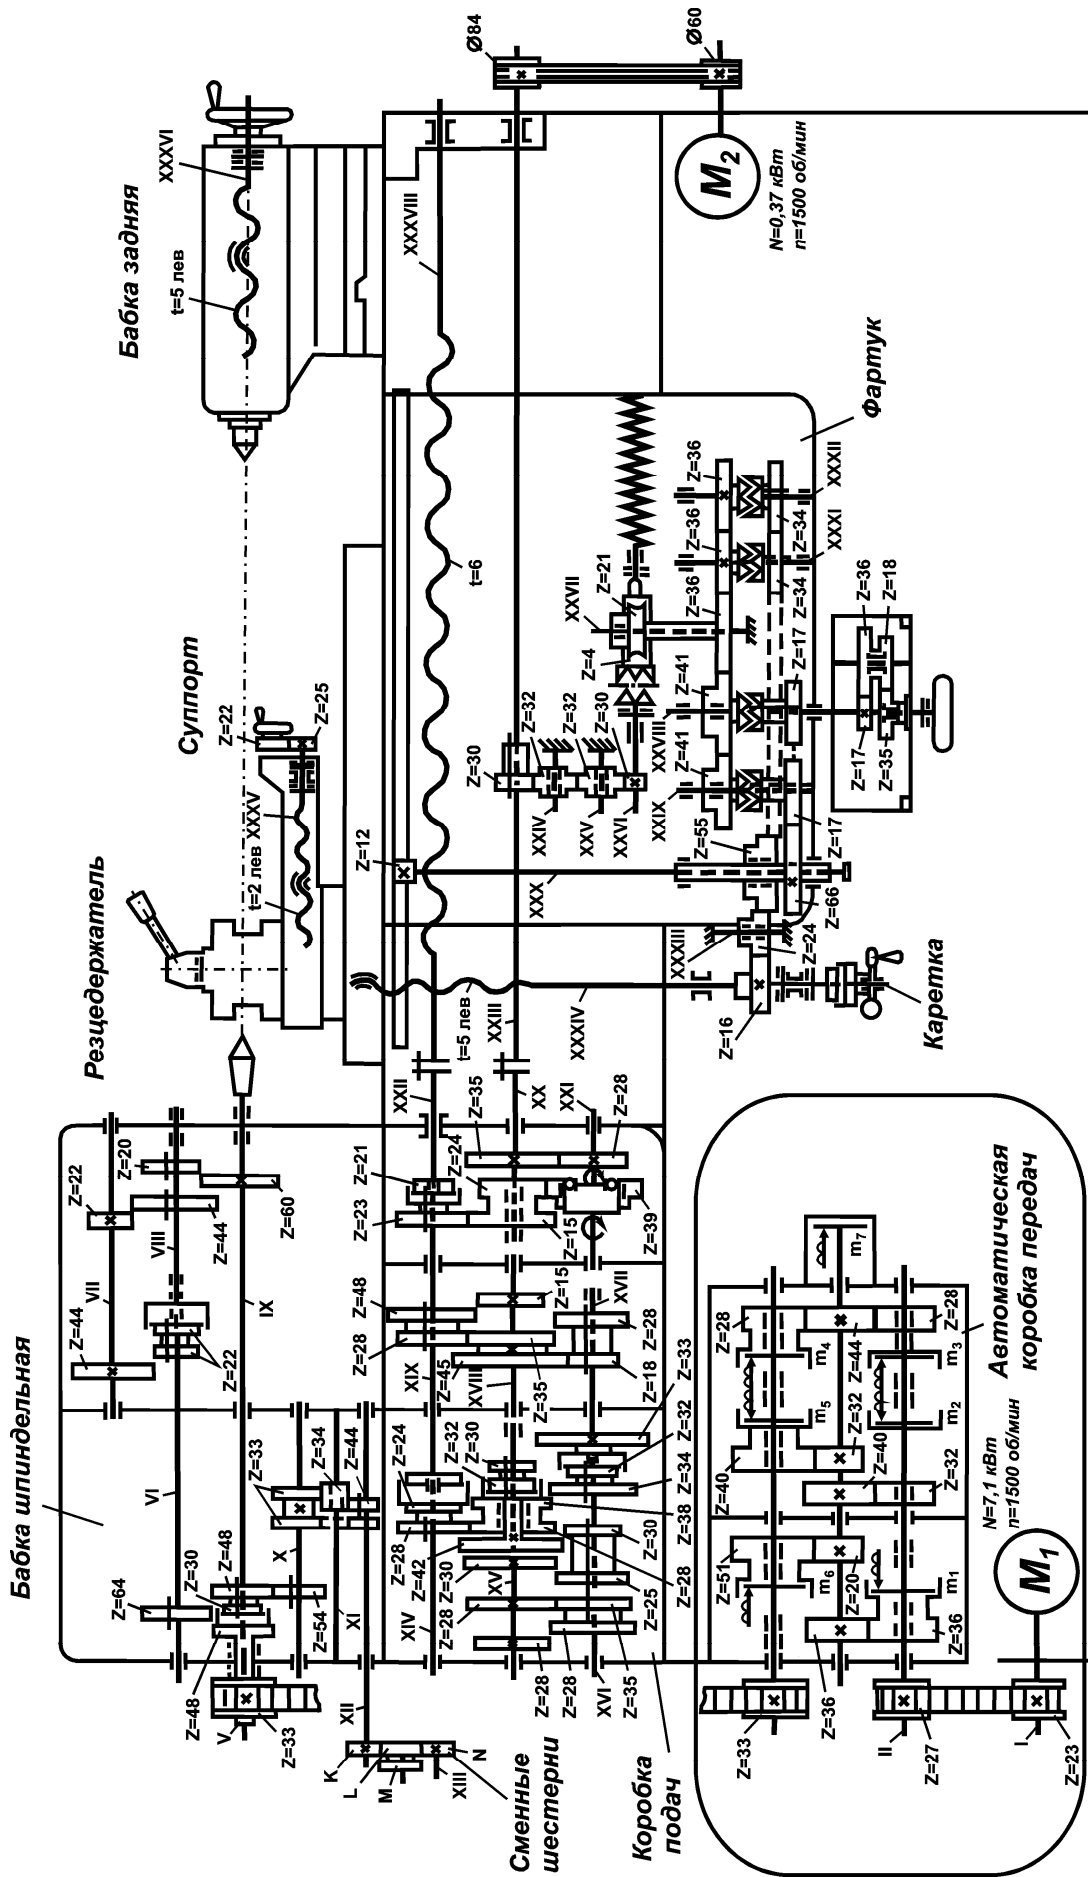 Бабка шпиндельная
Резцедержатель
Суппорт
Бабка задняя
Z=44
VII
Z=22
Z=64
VI
Z=22
VIII
Z=44
Z=20
Z=30
Z=48
Z=48
V
Z=33
Z=54
X
XI
XII
Z=33
Z=34
Z=44
IX
Z=60
t=2 лев
XXXV
Z=22
Z=25
t=5 лев
XXXVI
K
L
M
N
XIII
Сменные
шестерни
Z=28
Z=42
XIV
Z=30
Z=28
XV
Z=24
Z=32
Z=30
Z=28
Z=28
XVI
Z=35
Z=25
Z=28
Z=30
Z=38
Z=34
Z=32
Z=33
Z=48
Z=28
XIX
Z=45
XVIII
Z=35
Z=15
XVII
Z=28
Z=18
Z=21
Z=23
Z=24
Z=15
Z=39
Z=35
XXII
XX
XXI
Z=28
Коробка
подач
t=5 лев
XXIII
XXXIV
Z=12
XXX
t=6
XXXVIII
Z=30
Z=32
XXIV
Z=32
XXV
Z=30
XXVI
Z=4
XXVII
Z=21
XXVIII
Z=41
XXIX
Z=41
Z=36
Z=36
Z=36
Z=55
XXXIII
Z=24
Z=66
Z=17
Z=17
Z=34
Z=34
XXXI
XXXII
Z=16
Каретка
Z=17
Z=35
Z=36
Z=18
Фартук
Ø84
Ø60
M2
N=0,37 кВт
n=1500 об/мин
Z=33
Z=36
II
Z=27
I
Z=23
Z=51
m6
Z=20
m1
Z=36
Z=40
m5
Z=32
Z=40
m2
Z=32
Z=28
m4
Z=44
m3
Z=28
m7
Автоматическая
коробка передач
M1
N=7,1 кВт
n=1500 об/мин